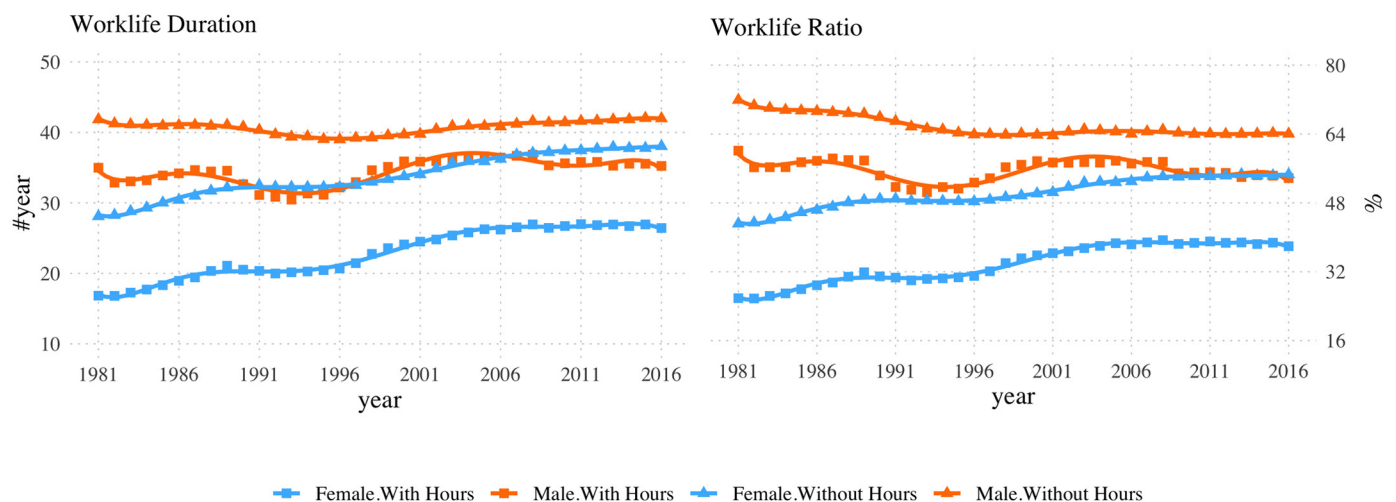 Worklife Duration
50
40
30
20
10
#year
1981 1986 1991 1996 2001 2006 2011 2016
year
Worklife Ratio
80
64
48
32
16
%
1981 1986 1991 1996 2001 2006 2011 2016
year
Female.With Hours Male.With Hours Female.Without Hours Male.Without Hours